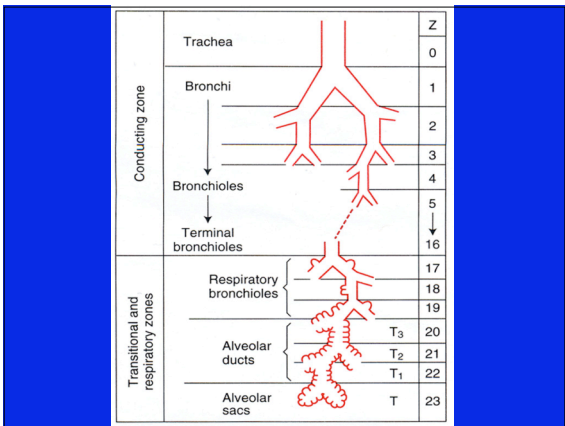 Z
Trachea
0
Conducting zone
Bronchi
1
2
3
Bronchioles
4
5
Terminal
bronchioles
16
Transitional and
respiratory zones
Respiratory
bronchioles
17
18
19
Alveolar
ducts
T3 20
T2 21
T1 22
Alveolar
sacs
T 23